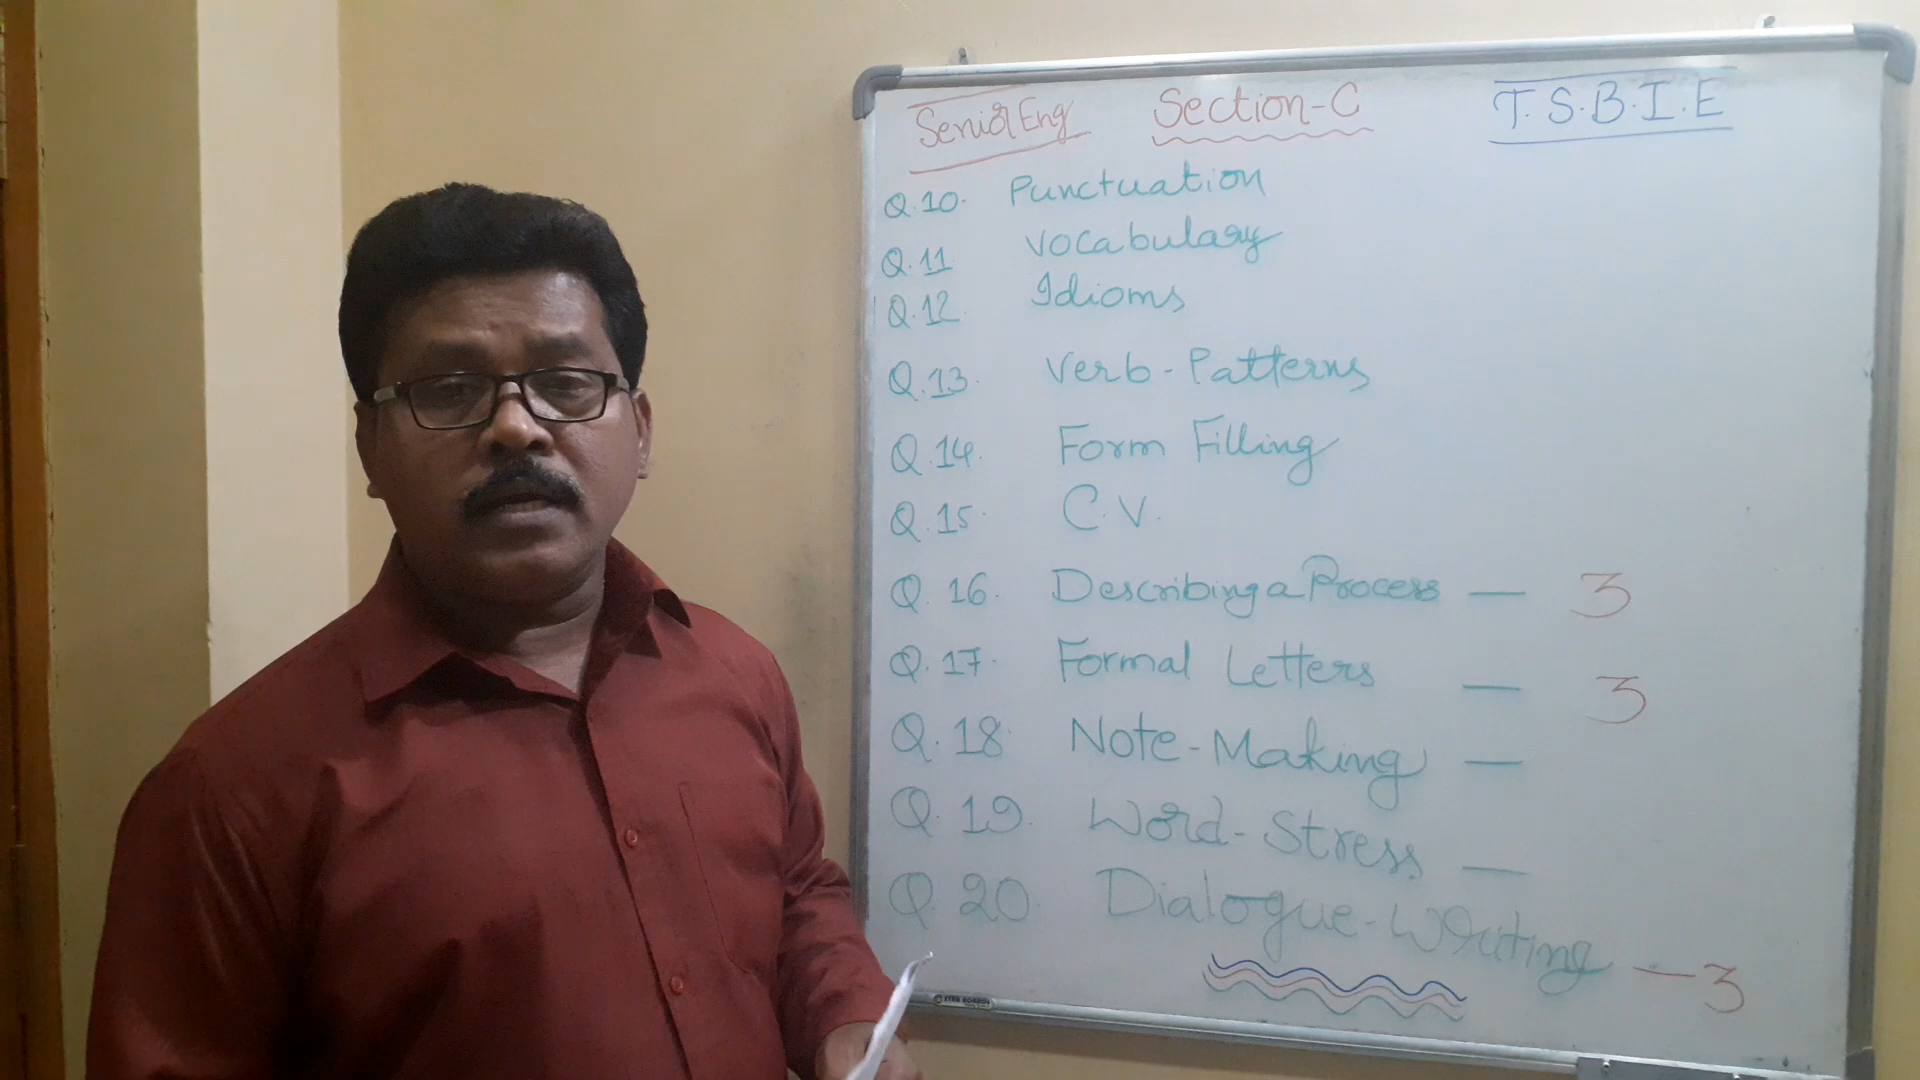 Senior Eng Section-C T.S.B.I.E
Q.10. Punctuation
Q.11 Vocabulary
Q.12. Idioms
Q.13. Verb-Patterns
Q.14. Form Filling
Q.15. C.V.
Q.16. Describing a Process — 3
Q.17. Formal Letters — 3
Q.18. Note-Making —
Q.19. Word-Stress —
Q.20. Dialogue-Writing — 3